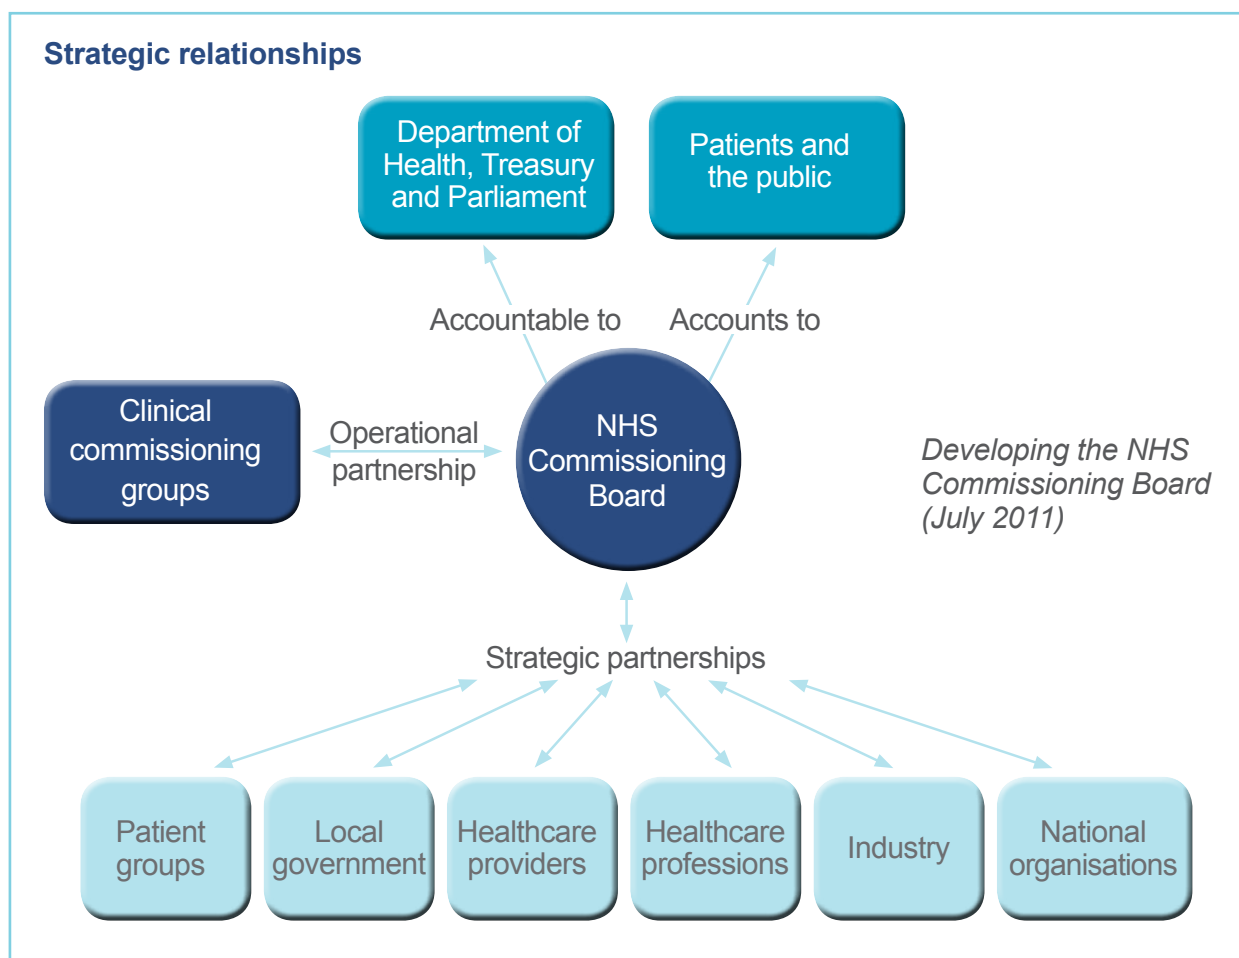 Strategic relationships
Department of
Health, Treasury
and Parliament
Patients and
the public
Accountable to
Accounts to
Clinical
commissioning
groups
Operational
partnership
NHS
Commissioning
Board
Developing the NHS
Commissioning Board
(July 2011)
Strategic partnerships
Patient
groups
Local
government
Healthcare
providers
Healthcare
professions
Industry
National
organisations